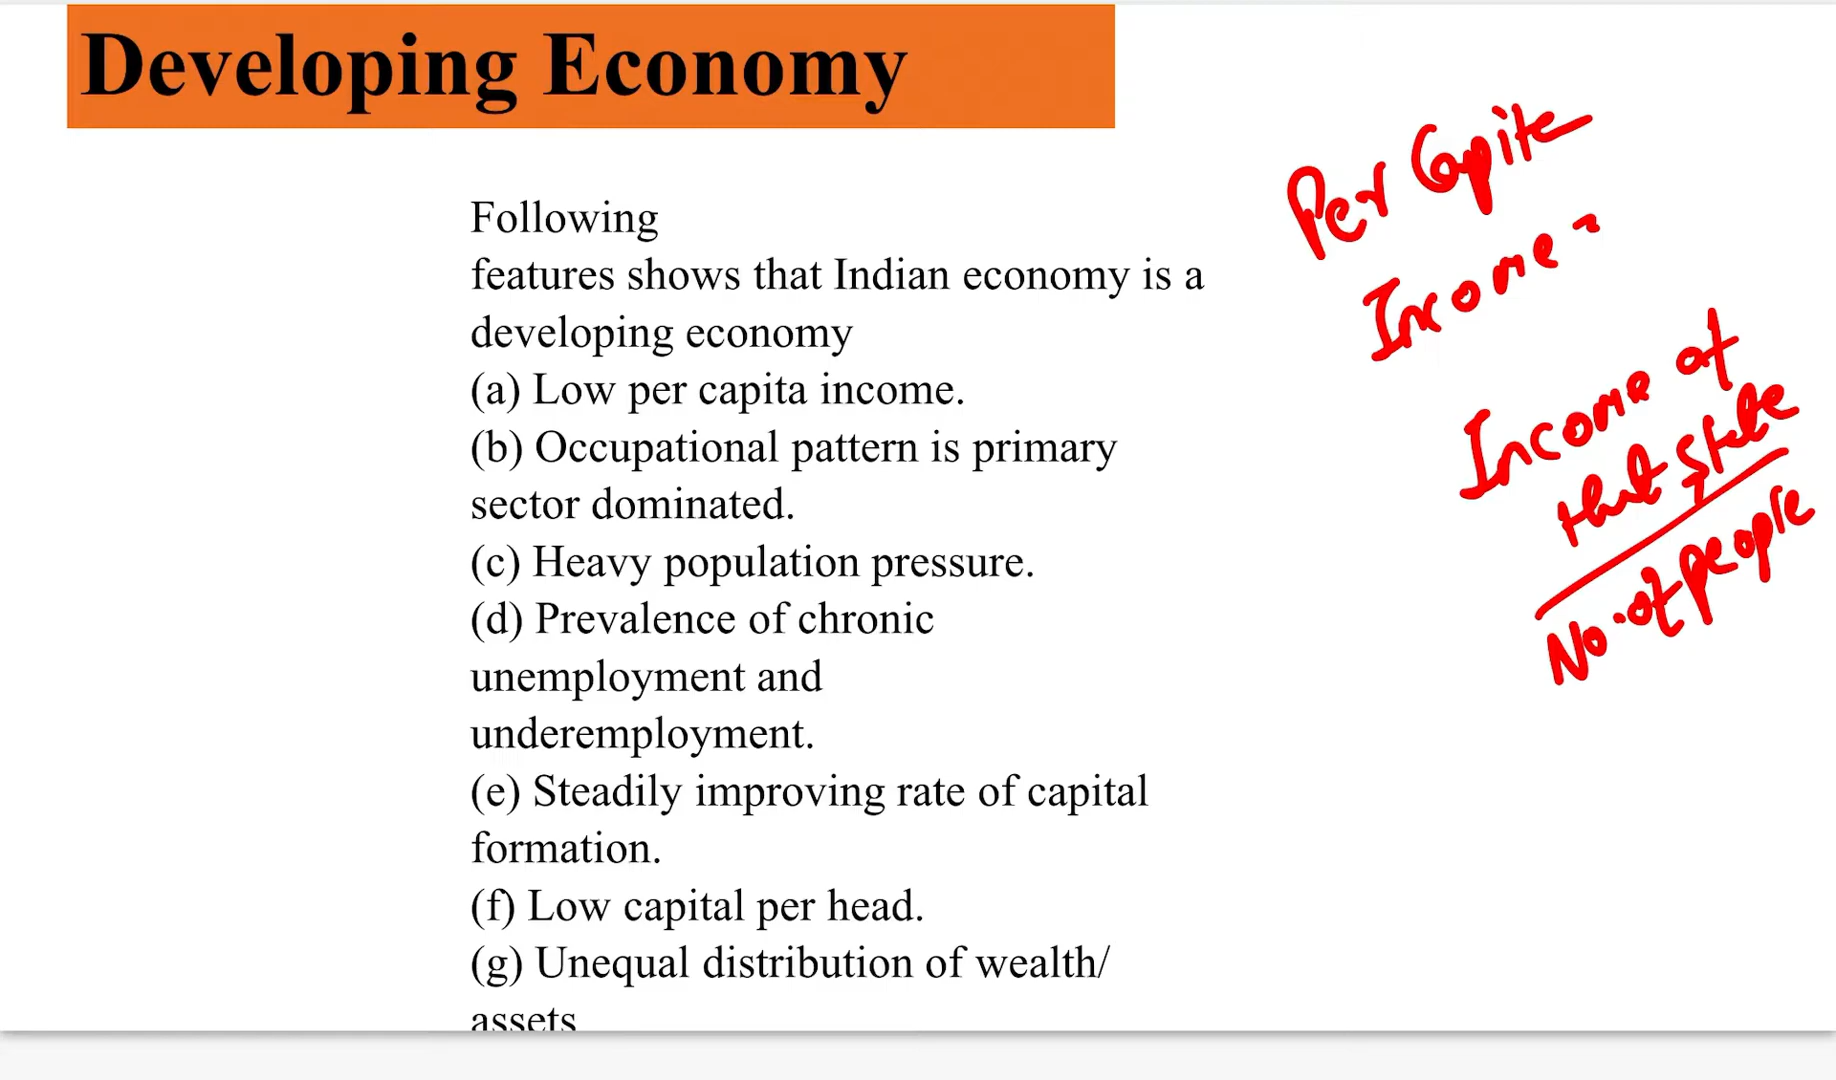 Developing Economy
Following
features shows that Indian economy is a
developing economy
(a) Low per capita income.
(b) Occupational pattern is primary
sector dominated.
(c) Heavy population pressure.
(d) Prevalence of chronic
unemployment and
underemployment.
(e) Steadily improving rate of capital
formation.
(f) Low capital per head.
(g) Unequal distribution of wealth/
assets
Per Capita
Income =
Income of
that state
No. of people